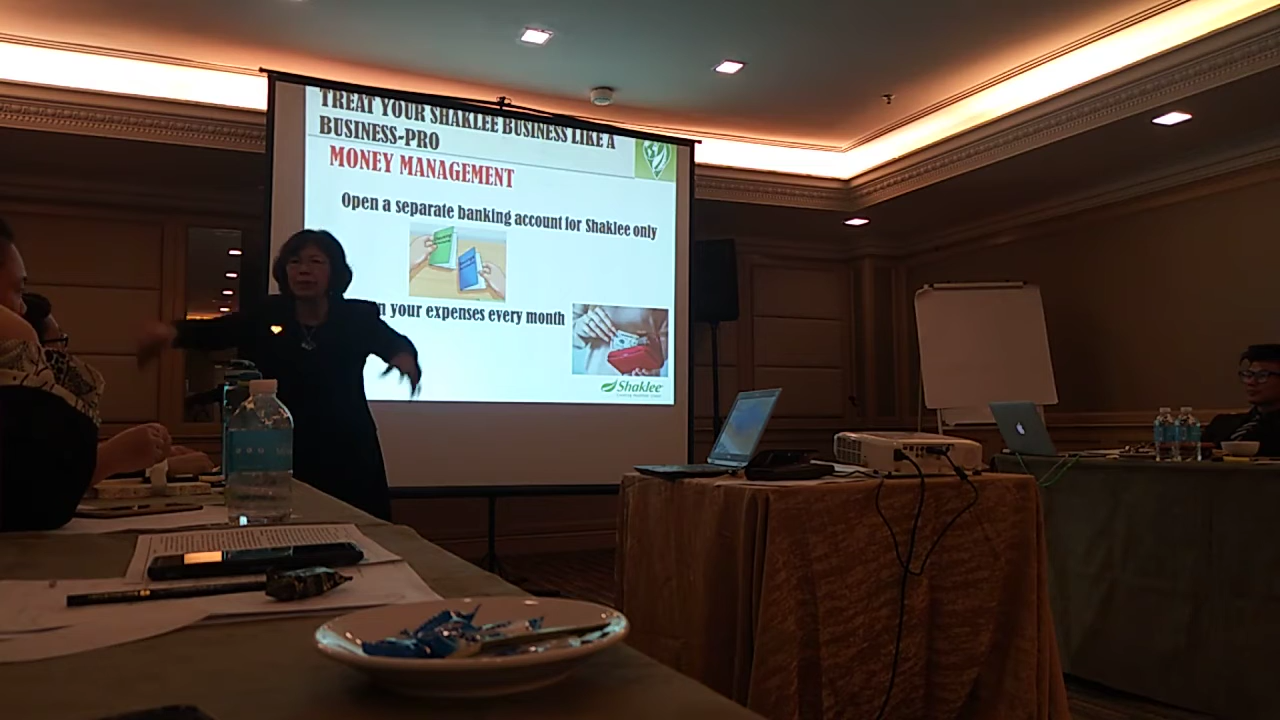 TREAT YOUR SHAKLEE BUSINESS LIKE A
BUSINESS-PRO
MONEY MANAGEMENT
Open a separate banking account for Shaklee only
your expenses every month
Shaklee